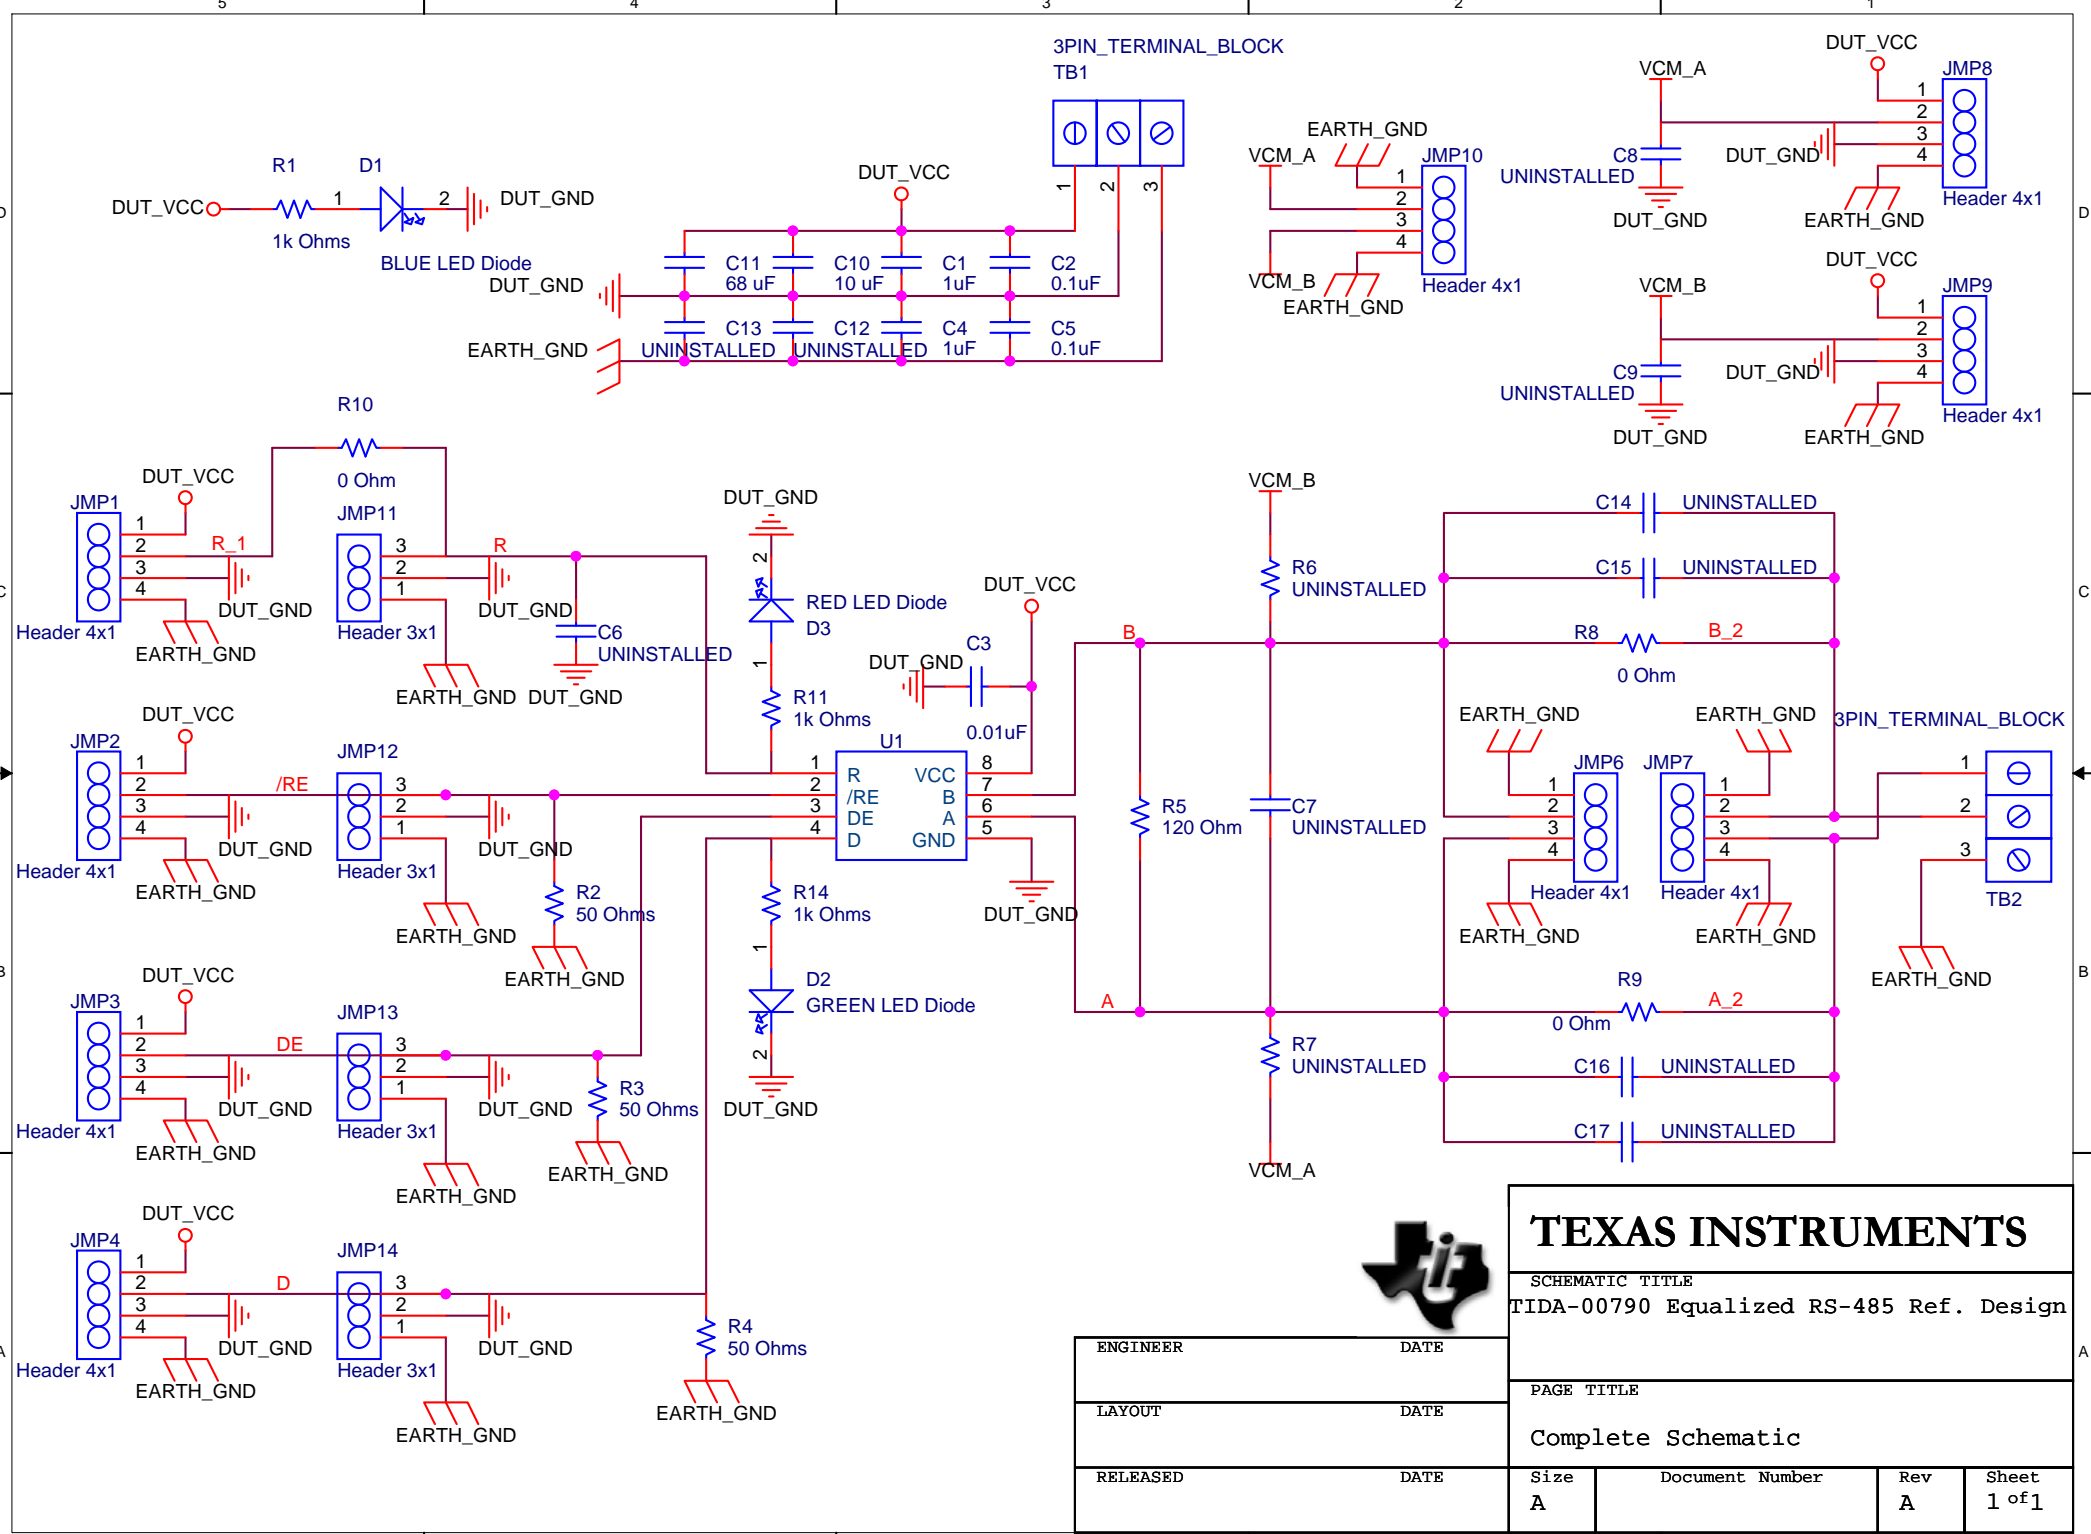 5 4 3 2 1
3PIN_TERMINAL_BLOCK
TB1
1 2 3
R1 D1
DUT_VCC 1 2 DUT_GND
1k Ohms
BLUE LED Diode
DUT_VCC
DUT_GND
EARTH_GND
C11
68 uF
C10
10 uF
C1
1uF
C2
0.1uF
C13
UNINSTALLED
C12
UNINSTALLED
C4
1uF
C5
0.1uF
EARTH_GND
VCM_A
JMP10
1
2
3
4
VCM_B
EARTH_GND
Header 4x1
VCM_A
DUT_VCC
JMP8
1
2
3
4
C8
UNINSTALLED
DUT_GND
DUT_GND
EARTH_GND
Header 4x1
VCM_B
DUT_VCC
JMP9
1
2
3
4
C9
UNINSTALLED
DUT_GND
DUT_GND
EARTH_GND
Header 4x1
D D
R10
0 Ohm
DUT_VCC
JMP1
1
2
3
4
R_1
DUT_GND
Header 4x1
EARTH_GND
JMP11
3
2
1
R
DUT_GND
Header 3x1
EARTH_GND
C6
UNINSTALLED
DUT_GND
C C
DUT_GND
2
RED LED Diode
D3
1
R11
1k Ohms
DUT_VCC
C3
DUT_GND
0.01uF
DUT_VCC
JMP2
1
2
3
4
/RE
DUT_GND
Header 4x1
EARTH_GND
JMP12
3
2
1
DUT_GND
Header 3x1
EARTH_GND
R2
50 Ohms
EARTH_GND
U1
1 R VCC 8
2 /RE B 7
3 DE A 6
4 D GND 5
DUT_GND
R14
1k Ohms
1
D2
GREEN LED Diode
2
DUT_GND
VCM_B
R6
UNINSTALLED
B
R5
120 Ohm
C7
UNINSTALLED
A
R7
UNINSTALLED
VCM_A
C14 UNINSTALLED
C15 UNINSTALLED
R8 B_2
0 Ohm
EARTH_GND EARTH_GND
JMP6 JMP7
1 1
2 2
3 3
4 4
Header 4x1 Header 4x1
EARTH_GND EARTH_GND
3PIN_TERMINAL_BLOCK
1
2
3
TB2
EARTH_GND
R9 A_2
0 Ohm
C16 UNINSTALLED
C17 UNINSTALLED
B B
DUT_VCC
JMP3
1
2
3
4
DE
DUT_GND
Header 4x1
EARTH_GND
JMP13
3
2
1
DUT_GND
Header 3x1
EARTH_GND
R3
50 Ohms
EARTH_GND
DUT_VCC
JMP4
1
2
3
4
D
DUT_GND
Header 4x1
EARTH_GND
JMP14
3
2
1
DUT_GND
Header 3x1
EARTH_GND
R4
50 Ohms
EARTH_GND
A A
TEXAS INSTRUMENTS
SCHEMATIC TITLE
TIDA-00790 Equalized RS-485 Ref. Design
ENGINEER DATE
PAGE TITLE
LAYOUT DATE
Complete Schematic
RELEASED DATE
Size Document Number Rev Sheet
A A 1 of 1